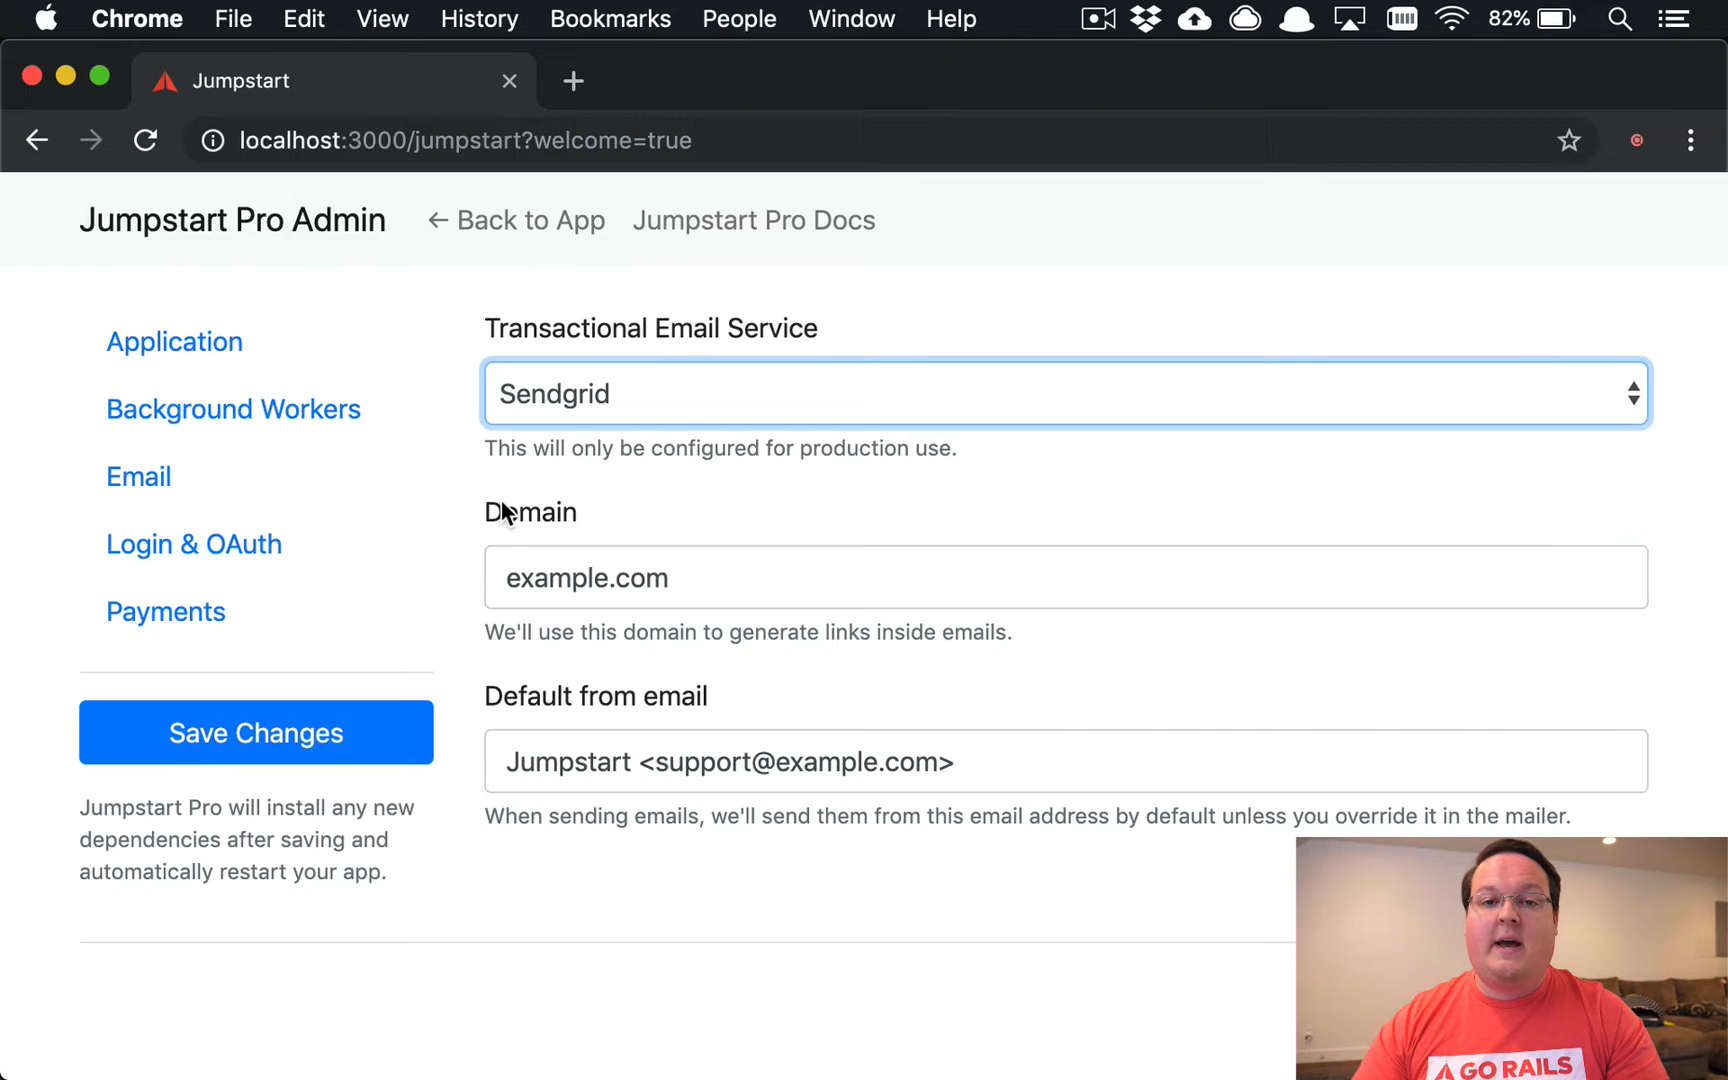 Chrome File Edit View History Bookmarks People Window Help 82%
Jumpstart
localhost:3000/jumpstart?welcome=true
Jumpstart Pro Admin ← Back to App Jumpstart Pro Docs
Application
Background Workers
Email
Login & OAuth
Payments
Save Changes
Jumpstart Pro will install any new
dependencies after saving and
automatically restart your app.
Transactional Email Service
Sendgrid
This will only be configured for production use.
Domain
example.com
We'll use this domain to generate links inside emails.
Default from email
Jumpstart <support@example.com>
When sending emails, we'll send them from this email address by default unless you override it in the mailer.
GO RAILS